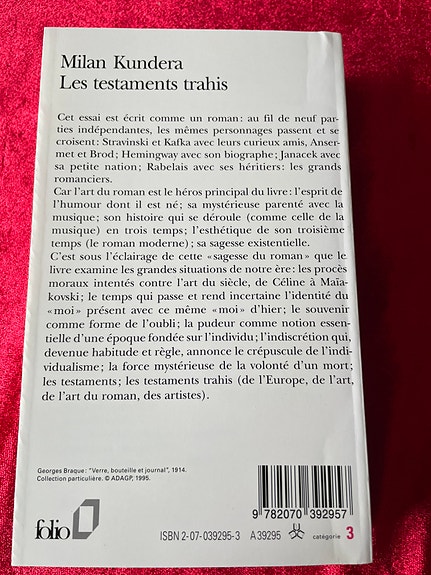 Milan Kundera
Les testaments trahis
Cet essai est écrit comme un roman : au fil de neuf par-
ties indépendantes, les mêmes personnages passent et se
croisent : Stravinski et Kafka avec leurs curieux amis, Anser-
met et Brod ; Hemingway avec son biographe ; Janacek avec
sa petite nation ; Rabelais avec ses héritiers : les grands
romanciers.
Car l'art du roman est le héros principal du livre : l'esprit de
l'humour dont il est né ; sa mystérieuse parenté avec la
musique ; son histoire qui se déroule (comme celle de la
musique) en trois temps ; l'esthétique de son troisième
temps (le roman moderne) ; sa sagesse existentielle.
C'est sous l'éclairage de cette « sagesse du roman » que le
livre examine les grandes situations de notre ère : les procès
moraux intentés contre l'art du siècle, de Céline à Maïa-
kovski ; le temps qui passe et rend incertaine l'identité du
« moi » présent avec ce même « moi » d'hier ; le souvenir
comme forme de l'oubli ; la pudeur comme notion essen-
tielle d'une époque fondée sur l'individu ; l'indiscrétion qui,
devenue habitude et règle, annonce le crépuscule de l'indi-
vidualisme ; la force mystérieuse de la volonté d'un mort ;
les testaments ; les testaments trahis (de l'Europe, de l'art,
de l'art du roman, des artistes).
Georges Braque : "Verre, bouteille et journal", 1914.
Collection particulière. © ADAGP, 1995.
9 782070 392957
folio
ISBN 2-07-039295-3 A 39295 catégorie 3